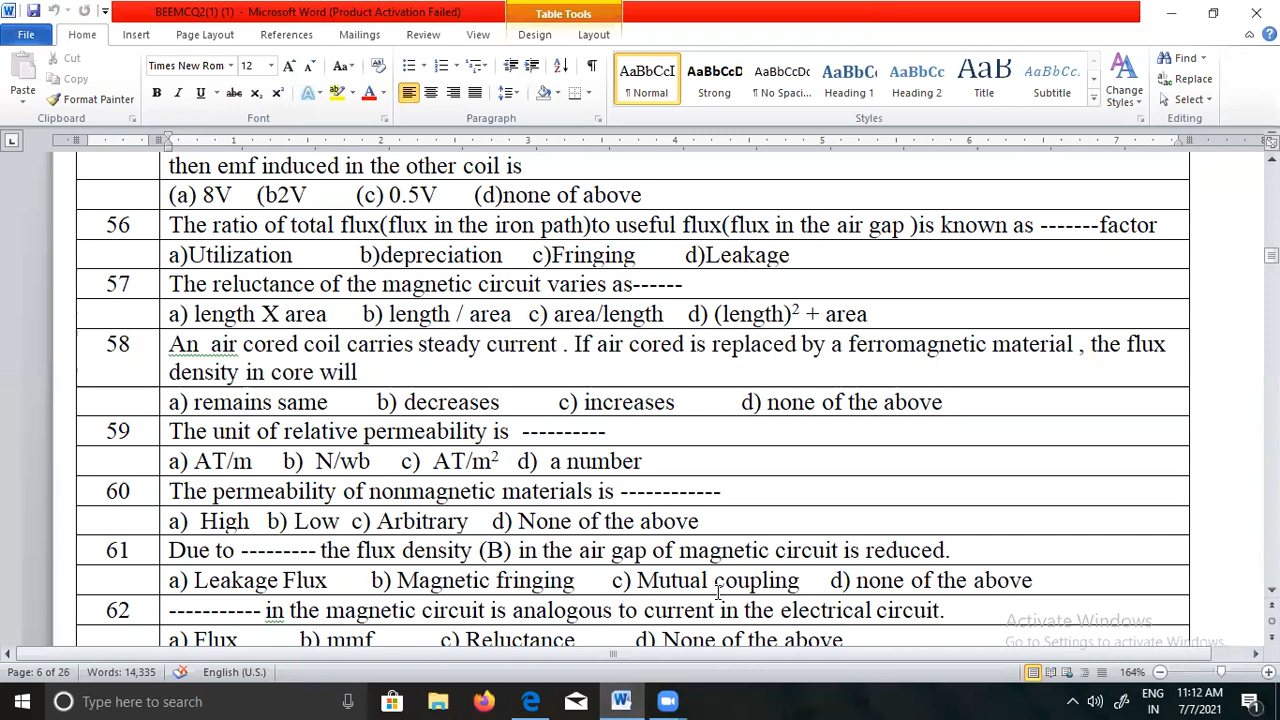 BEEMCQ2(1) (1) - Microsoft Word (Product Activation Failed)
Table Tools
File Home Insert Page Layout References Mailings Review View Design Layout
Cut
Copy
Format Painter
Paste
Clipboard
Times New Rom 12
Font
Paragraph
AaBbCcI AaBbCcD AaBbCcDc AaBbC AaBbCc AaB AaBbCcI
¶ Normal Strong ¶ No Spaci... Heading 1 Heading 2 Title Subtitle
Change Styles
Styles
Find
Replace
Select
Editing
then emf induced in the other coil is
(a) 8V (b2V (c) 0.5V (d)none of above
56 The ratio of total flux(flux in the iron path)to useful flux(flux in the air gap )is known as -------factor
a)Utilization b)depreciation c)Fringing d)Leakage
57 The reluctance of the magnetic circuit varies as------
a) length X area b) length / area c) area/length d) (length)² + area
58 An air cored coil carries steady current . If air cored is replaced by a ferromagnetic material , the flux
density in core will
a) remains same b) decreases c) increases d) none of the above
59 The unit of relative permeability is ----------
a) AT/m b) N/wb c) AT/m² d) a number
60 The permeability of nonmagnetic materials is ------------
a) High b) Low c) Arbitrary d) None of the above
61 Due to --------- the flux density (B) in the air gap of magnetic circuit is reduced.
a) Leakage Flux b) Magnetic fringing c) Mutual coupling d) none of the above
62 ----------- in the magnetic circuit is analogous to current in the electrical circuit.
a) Flux b) mmf c) Reluctance d) None of the above
Activate Windows
Go to Settings to activate Windows.
Page: 6 of 26 Words: 14,335 English (U.S.) 164%
Type here to search
ENG
IN
11:12 AM
7/7/2021